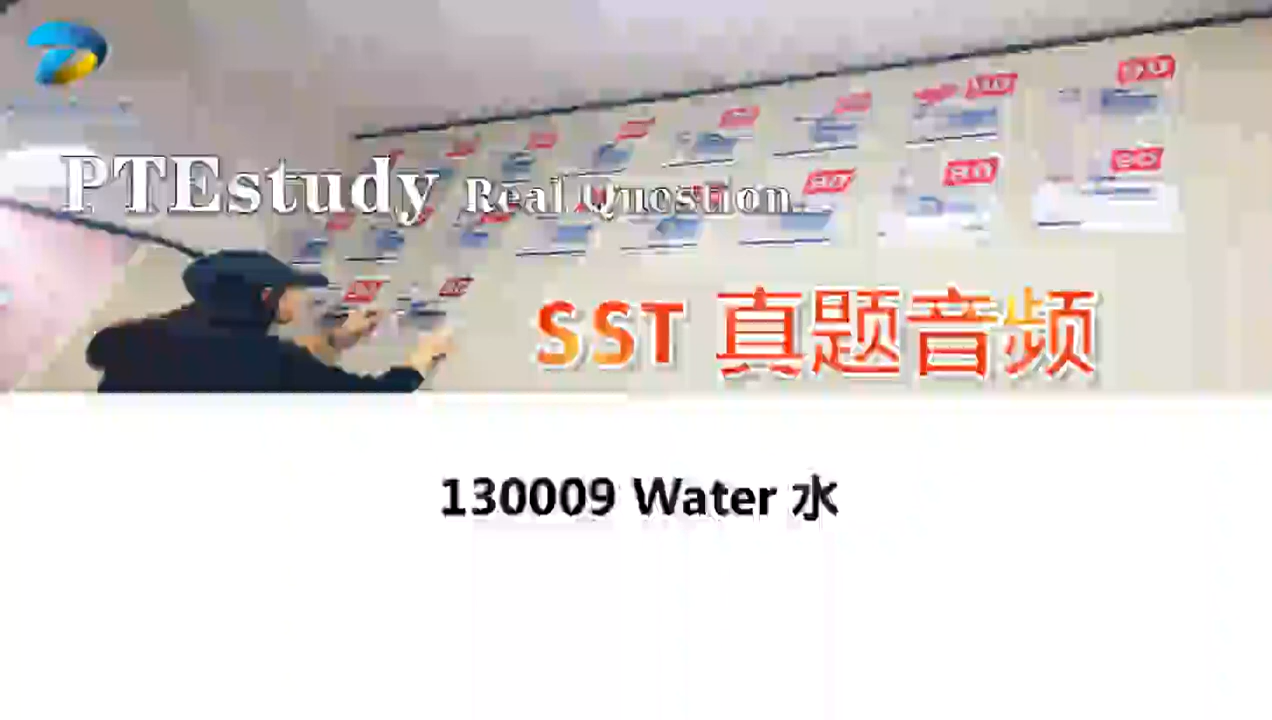 PTEstudy Real Question
SST 真题音频
130009 Water 水